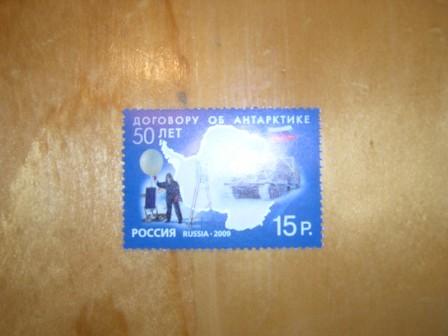 ДОГОВОРУ ОБ АНТАРКТИКЕ
50 ЛЕТ
РОССИЯ RUSSIA · 2009
15 Р.